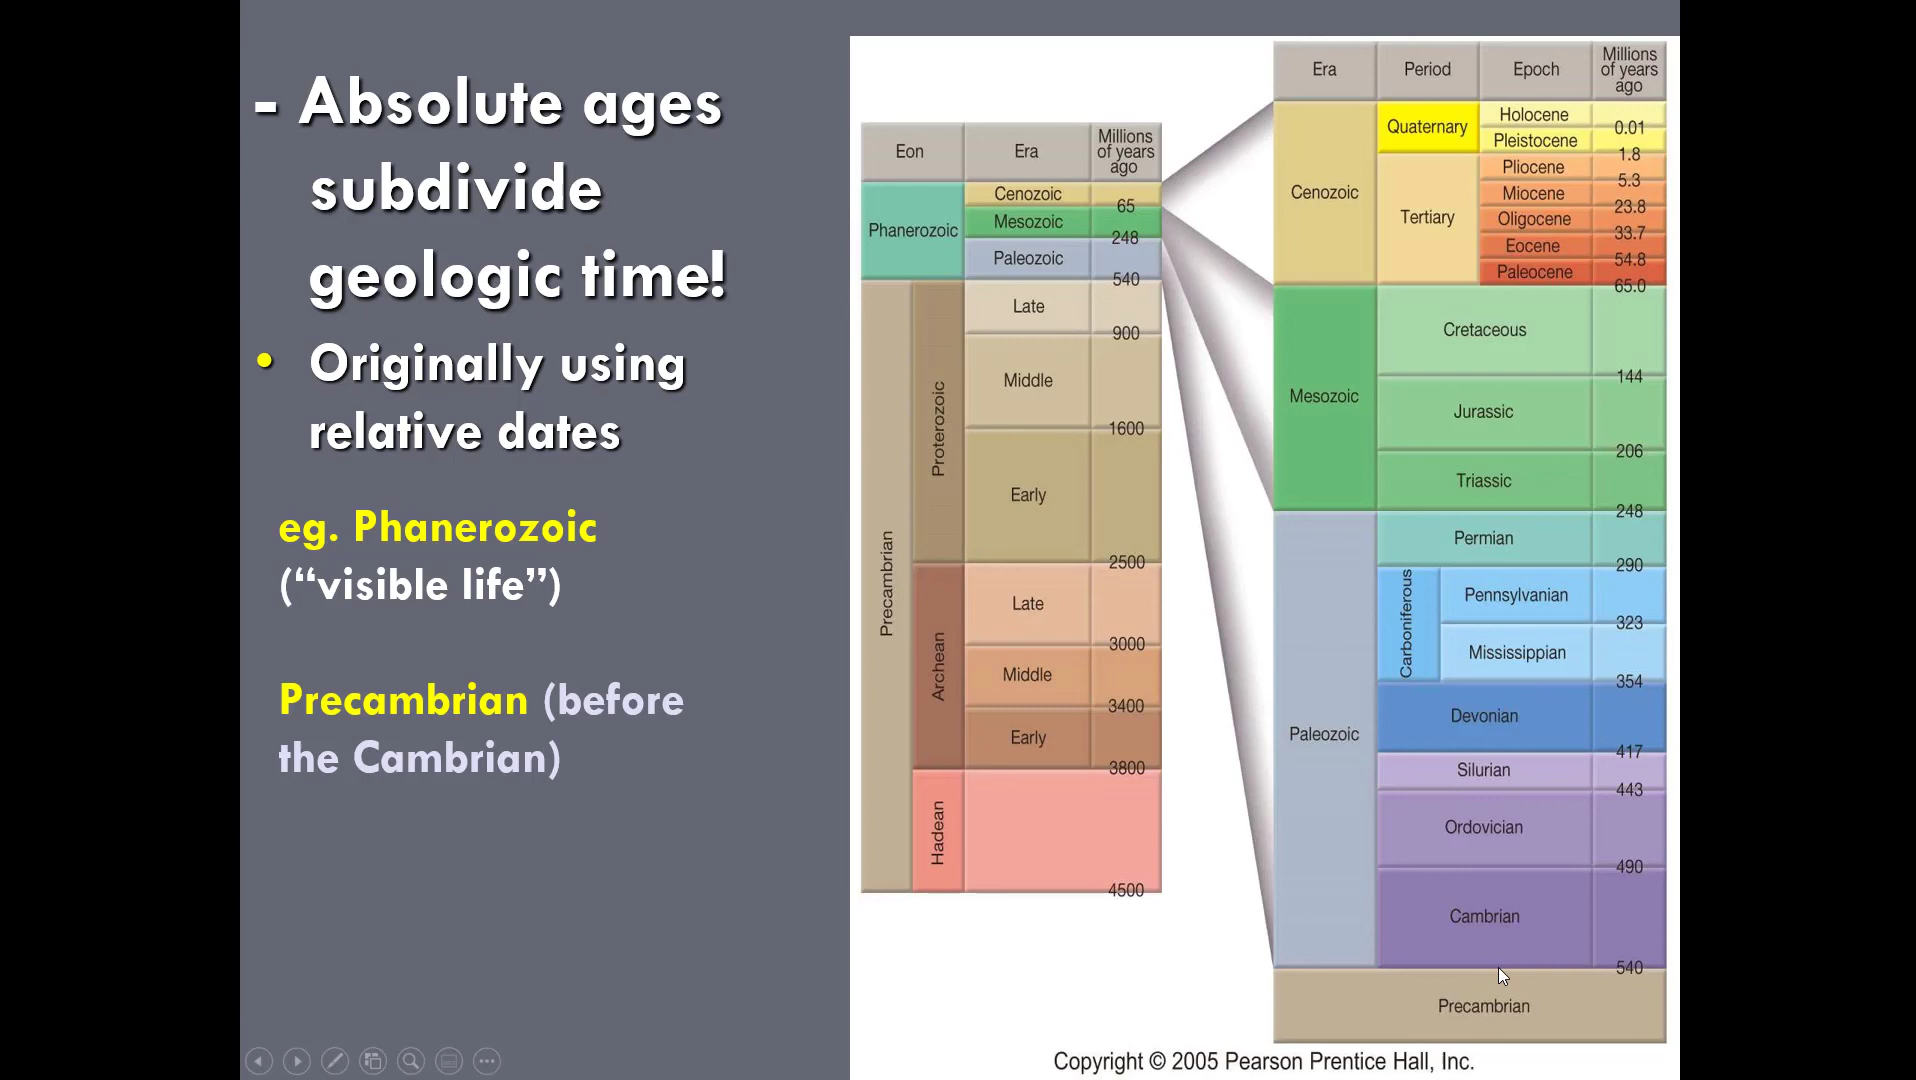 - Absolute ages
subdivide
geologic time!
• Originally using
relative dates
eg. Phanerozoic
(“visible life”)
Precambrian (before
the Cambrian)
Eon
Era
Millions
of years
ago
Phanerozoic
Cenozoic
65
Mesozoic
248
Paleozoic
540
Precambrian
Proterozoic
Late
900
Middle
1600
Early
2500
Archean
Late
3000
Middle
3400
Early
3800
Hadean
4500
Era
Period
Epoch
Millions
of years
ago
Cenozoic
Quaternary
Holocene
0.01
Pleistocene
1.8
Tertiary
Pliocene
5.3
Miocene
23.8
Oligocene
33.7
Eocene
54.8
Paleocene
65.0
Mesozoic
Cretaceous
144
Jurassic
206
Triassic
248
Paleozoic
Permian
290
Carboniferous
Pennsylvanian
323
Mississippian
354
Devonian
417
Silurian
443
Ordovician
490
Cambrian
540
Precambrian
Copyright © 2005 Pearson Prentice Hall, Inc.